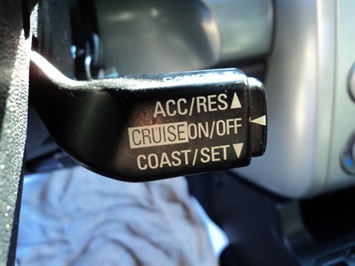 ACC/RES▲
CRUISE ON/OFF ◄
COAST/SET▼